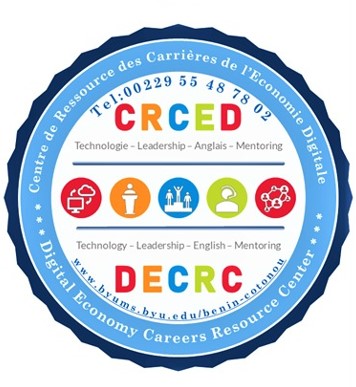 Centre de Ressource des Carrières de l'Economie Digitale
Tel:00229 55 48 78 02
CRCED
Technologie – Leadership – Anglais – Mentoring
Technology – Leadership – English – Mentoring
DECRC
www.byums.byu.edu/benin-cotonou
*** Digital Economy Careers Resource Center ***